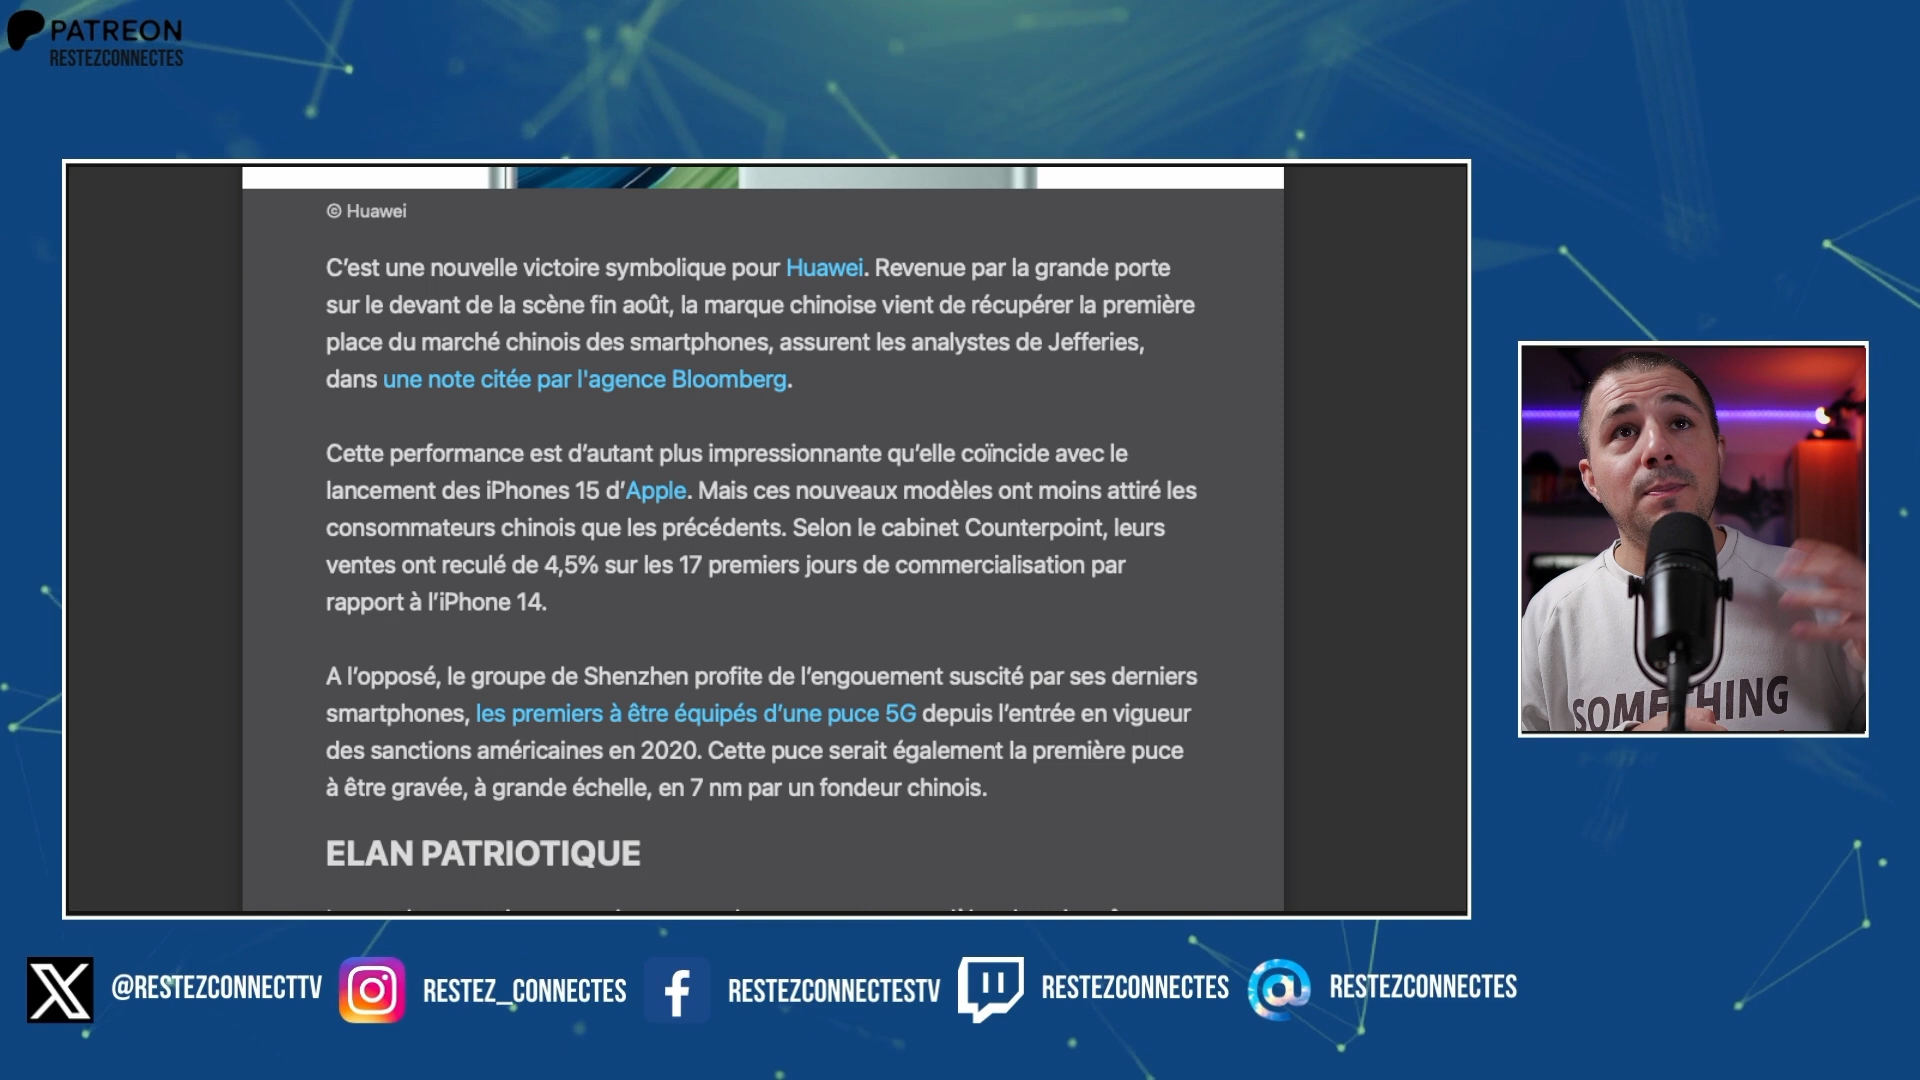 PATREON
RESTEZCONNECTES
© Huawei
C’est une nouvelle victoire symbolique pour Huawei. Revenue par la grande porte
sur le devant de la scène fin août, la marque chinoise vient de récupérer la première
place du marché chinois des smartphones, assurent les analystes de Jefferies,
dans une note citée par l'agence Bloomberg.
Cette performance est d’autant plus impressionnante qu’elle coïncide avec le
lancement des iPhones 15 d’Apple. Mais ces nouveaux modèles ont moins attiré les
consommateurs chinois que les précédents. Selon le cabinet Counterpoint, leurs
ventes ont reculé de 4,5% sur les 17 premiers jours de commercialisation par
rapport à l’iPhone 14.
A l’opposé, le groupe de Shenzhen profite de l’engouement suscité par ses derniers
smartphones, les premiers à être équipés d’une puce 5G depuis l’entrée en vigueur
des sanctions américaines en 2020. Cette puce serait également la première puce
à être gravée, à grande échelle, en 7 nm par un fondeur chinois.
ELAN PATRIOTIQUE
SOMETHING
@RESTEZCONNECTTV
RESTEZ_CONNECTES
RESTEZCONNECTESTV
RESTEZCONNECTES
RESTEZCONNECTES